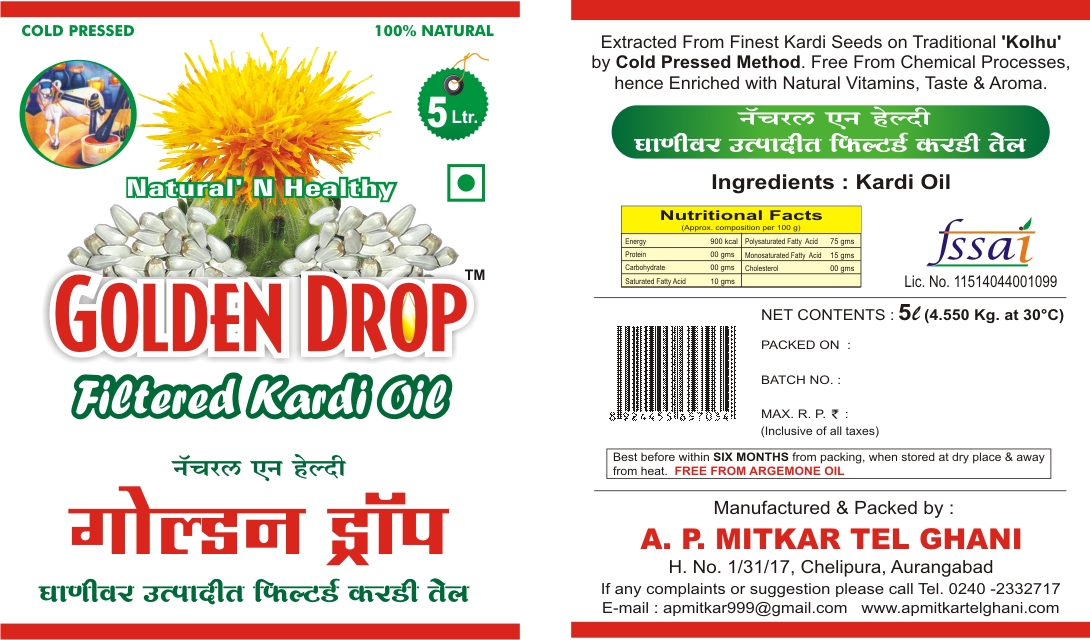 COLD PRESSED
100% NATURAL
5 Ltr.
Natural' N Healthy
GOLDEN DROP™
Filtered Kardi Oil
नॅचरल एन हेल्दी
गोल्डन ड्रॉप
घाणीवर उत्पादीत फिल्टर्ड करडी तेल
Extracted From Finest Kardi Seeds on Traditional 'Kolhu'
by Cold Pressed Method. Free From Chemical Processes,
hence Enriched with Natural Vitamins, Taste & Aroma.
नॅचरल एन हेल्दी
घाणीवर उत्पादीत फिल्टर्ड करडी तेल
Ingredients : Kardi Oil
Nutritional Facts
(Approx. composition per 100 g)
Energy 900 kcal Polysaturated Fatty Acid 75 gms
Protein 00 gms Monosaturated Fatty Acid 15 gms
Carbohydrate 00 gms Cholesterol 00 gms
Saturated Fatty Acid 10 gms
fssai
Lic. No. 11514044001099
NET CONTENTS : 5ℓ (4.550 Kg. at 30°C)
PACKED ON :
BATCH NO. :
MAX. R. P. ₹ :
(Inclusive of all taxes)
Best before within SIX MONTHS from packing, when stored at dry place & away
from heat. FREE FROM ARGEMONE OIL
Manufactured & Packed by :
A. P. MITKAR TEL GHANI
H. No. 1/31/17, Chelipura, Aurangabad
If any complaints or suggestion please call Tel. 0240 -2332717
E-mail : apmitkar999@gmail.com www.apmitkartelghani.com